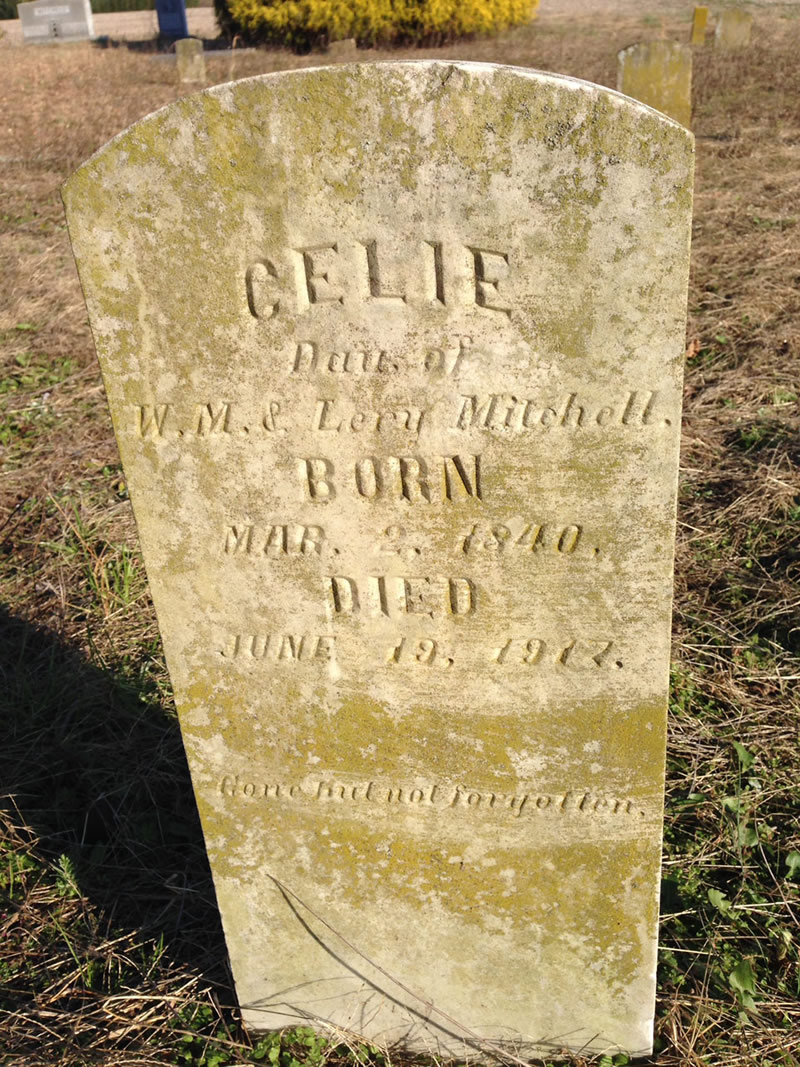 CELIE
Dau. of
W. M. & Lery Mitchell.
BORN
MAR. 2, 1840.
DIED
JUNE 19, 1917.
Gone but not forgotten.